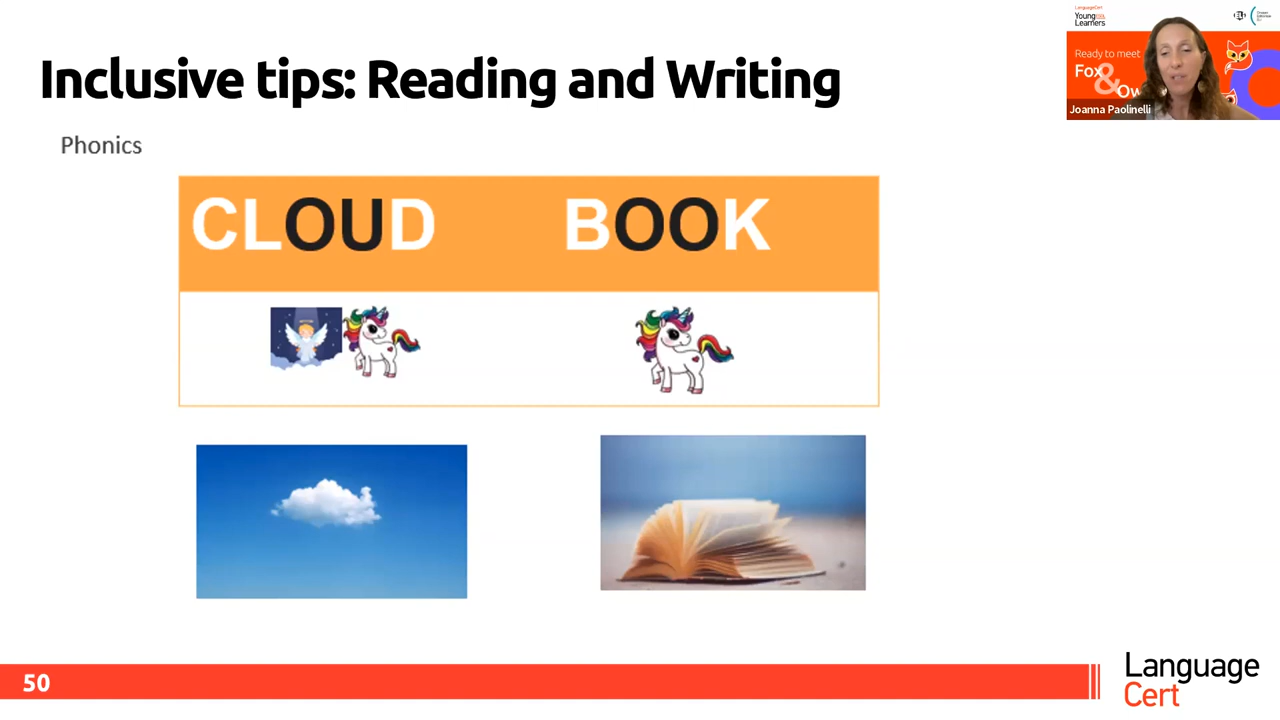 Inclusive tips: Reading and Writing
Phonics
CLOUD BOOK
50
Language
Cert
LanguageCert
Young
Learners
Ready to meet
Fox
&
Ow
Joanna Paolinelli